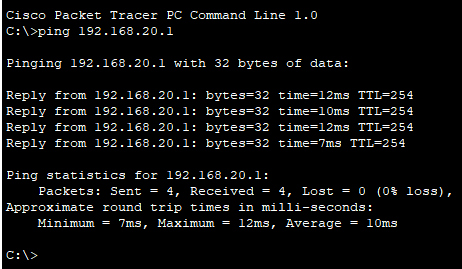 Cisco Packet Tracer PC Command Line 1.0
C:\>ping 192.168.20.1
Pinging 192.168.20.1 with 32 bytes of data:
Reply from 192.168.20.1: bytes=32 time=12ms TTL=254
Reply from 192.168.20.1: bytes=32 time=10ms TTL=254
Reply from 192.168.20.1: bytes=32 time=12ms TTL=254
Reply from 192.168.20.1: bytes=32 time=7ms TTL=254
Ping statistics for 192.168.20.1:
    Packets: Sent = 4, Received = 4, Lost = 0 (0% loss),
Approximate round trip times in milli-seconds:
    Minimum = 7ms, Maximum = 12ms, Average = 10ms
C:\>